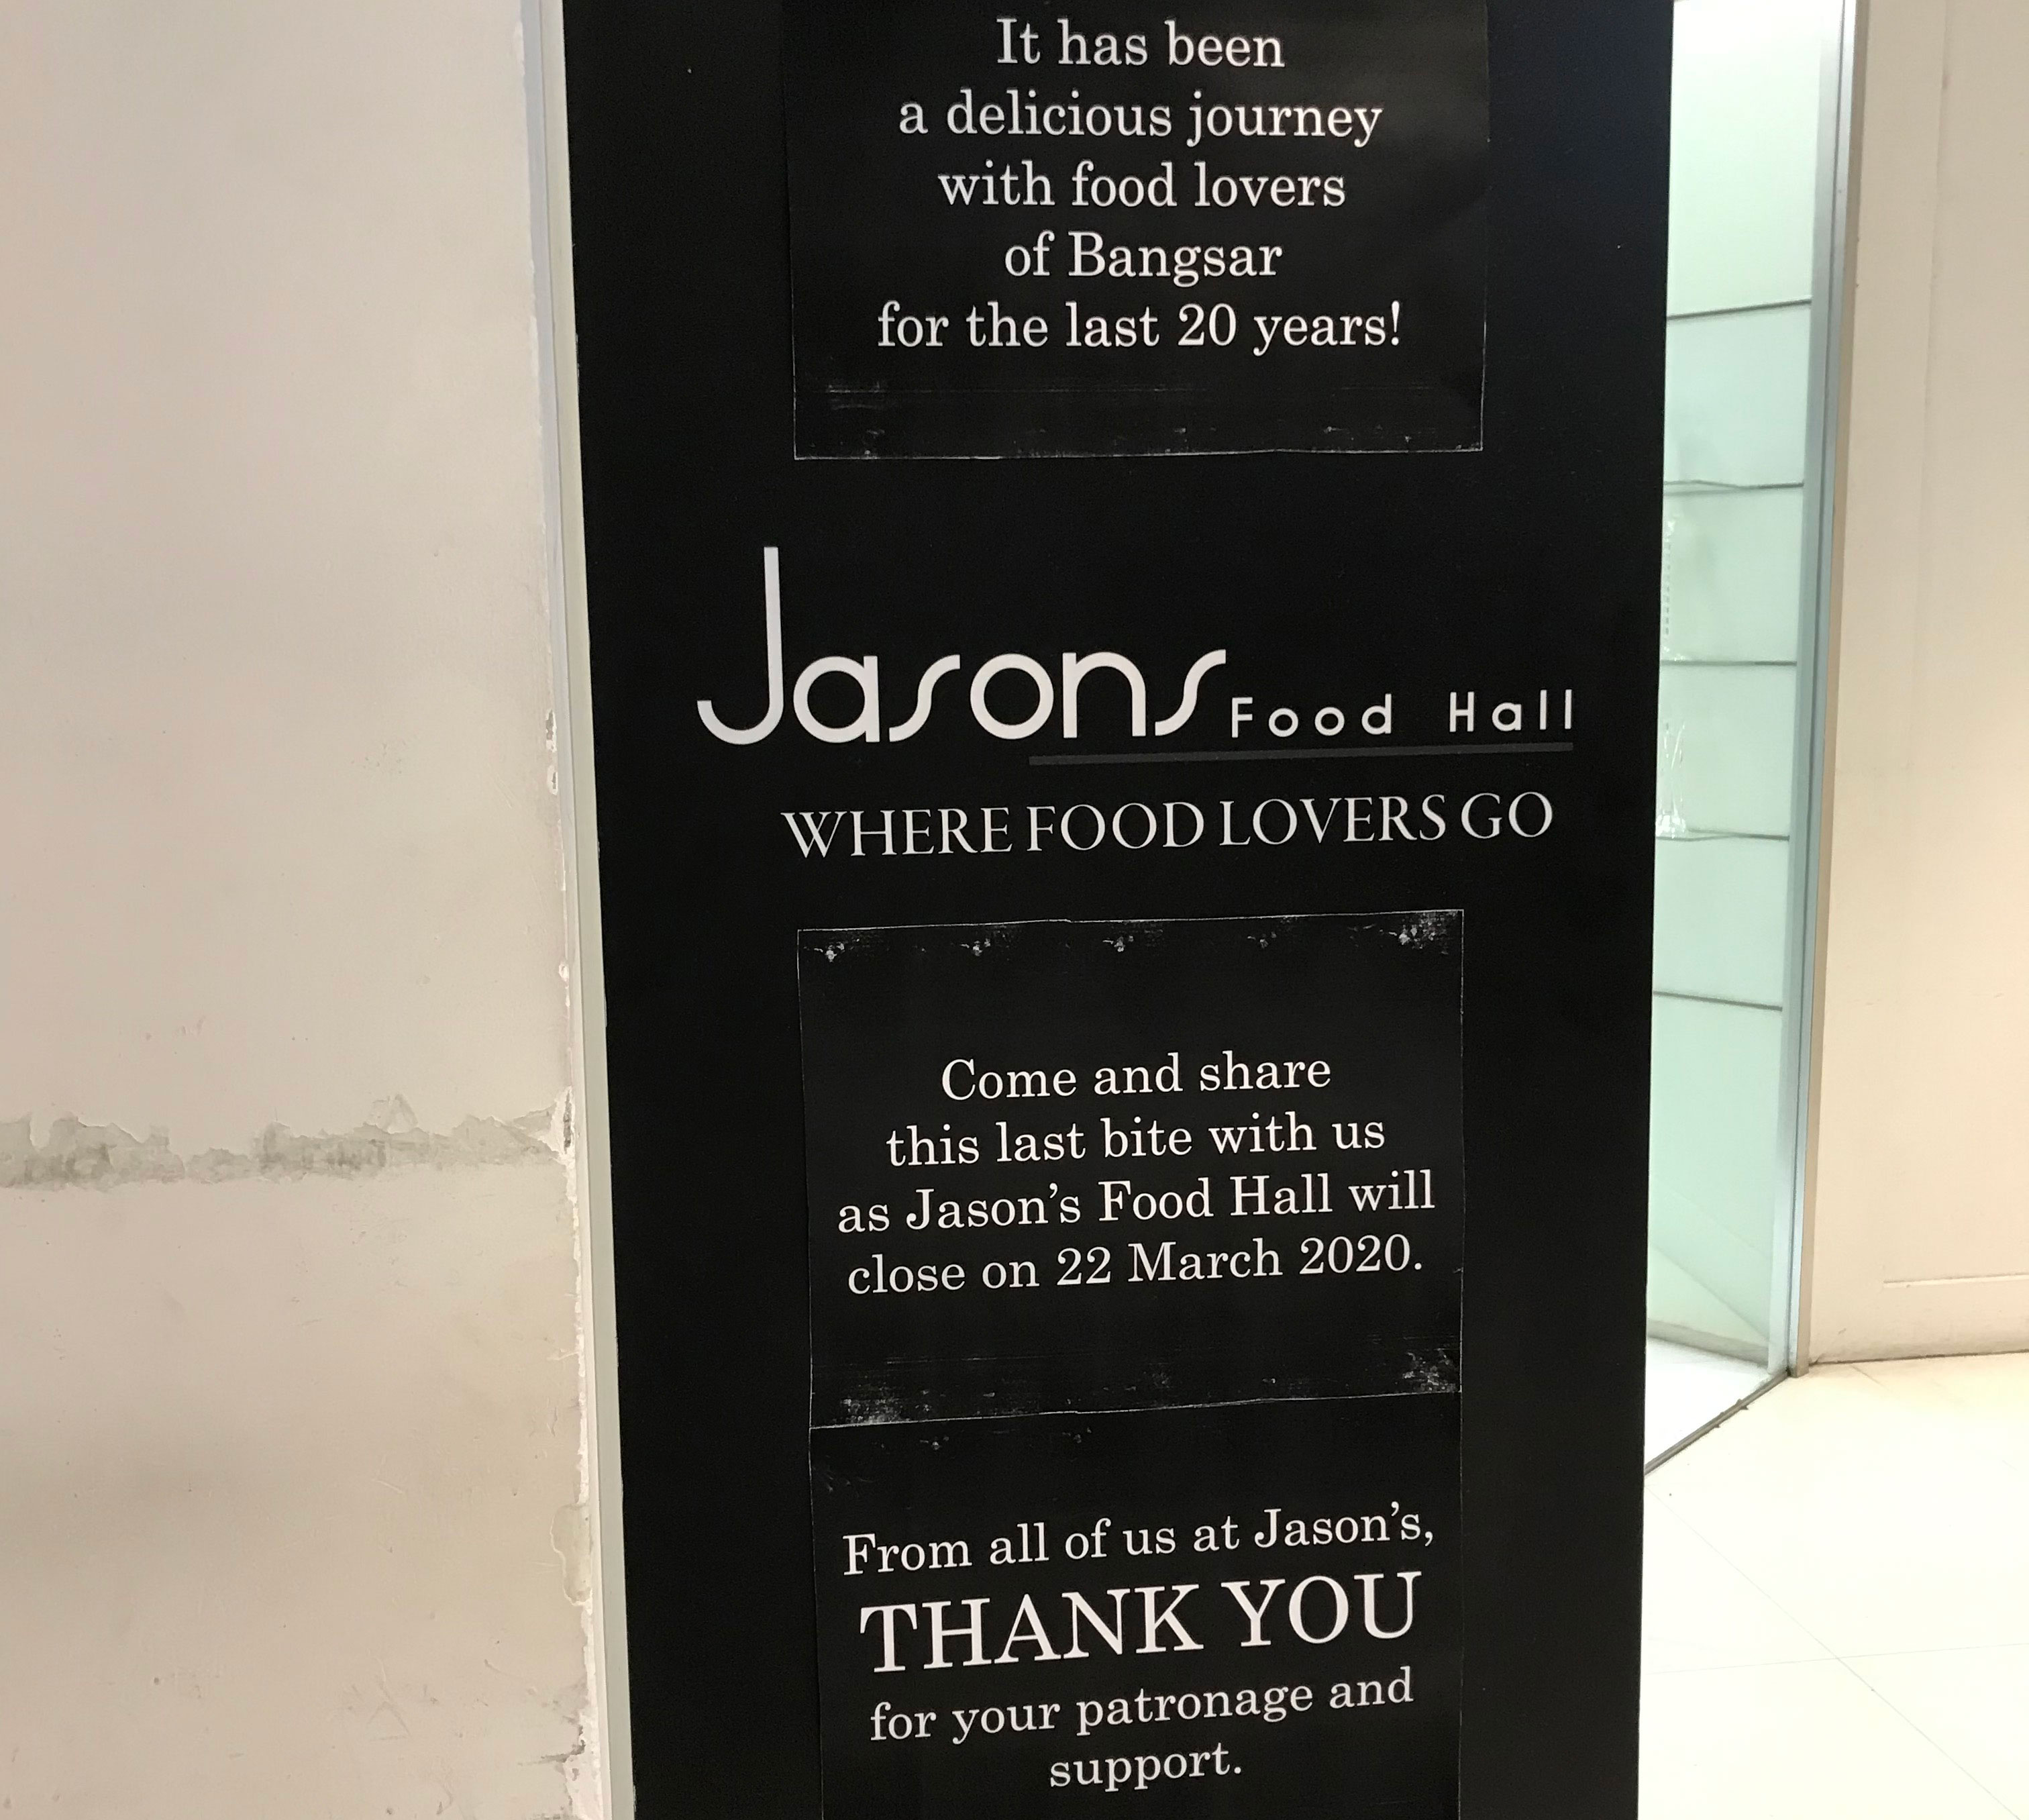 It has been
a delicious journey
with food lovers
of Bangsar
for the last 20 years!
Jasons Food Hall
WHERE FOOD LOVERS GO
Come and share
this last bite with us
as Jason’s Food Hall will
close on 22 March 2020.
From all of us at Jason’s,
THANK YOU
for your patronage and
support.